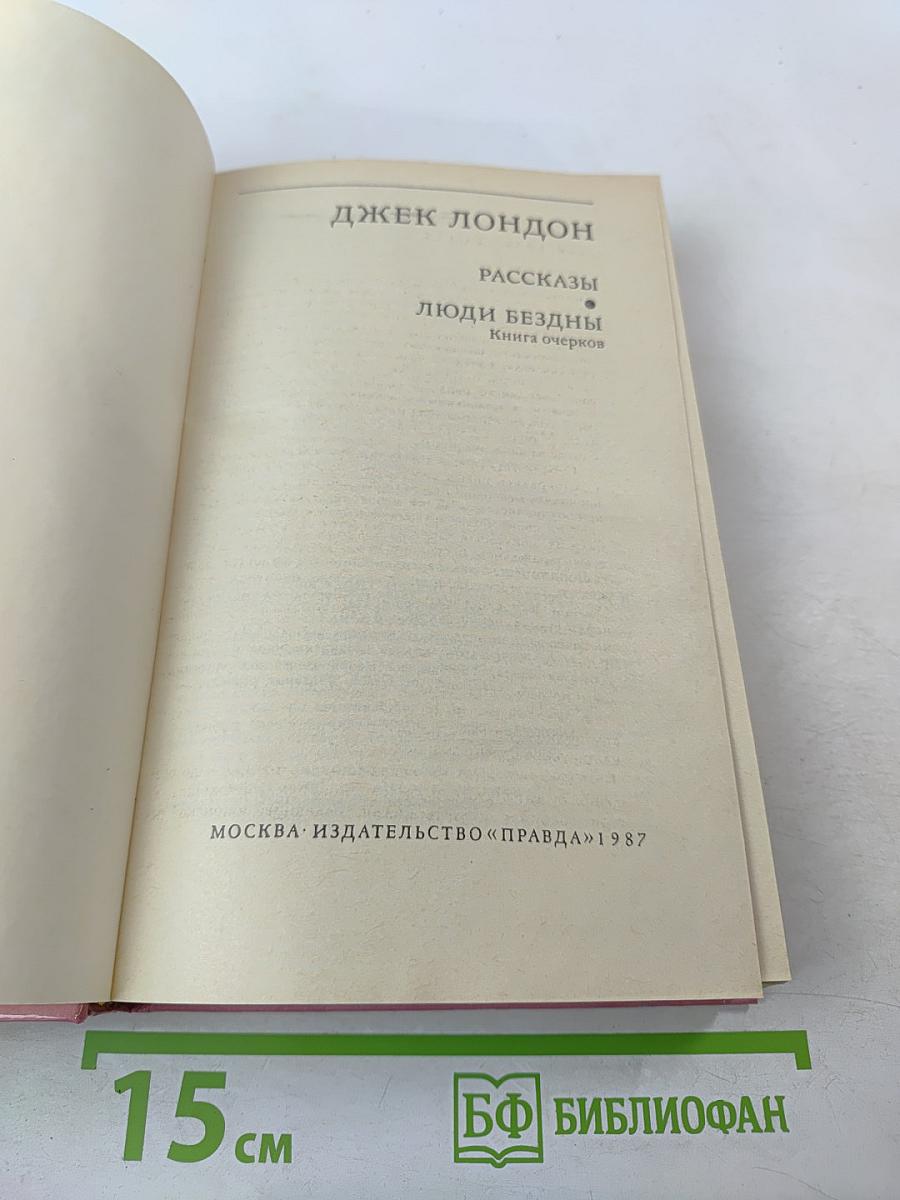 ДЖЕК ЛОНДОН
РАССКАЗЫ
•
ЛЮДИ БЕЗДНЫ
Книга очерков
МОСКВА · ИЗДАТЕЛЬСТВО «ПРАВДА» 1987
15 см
БФ БИБЛИОФАН